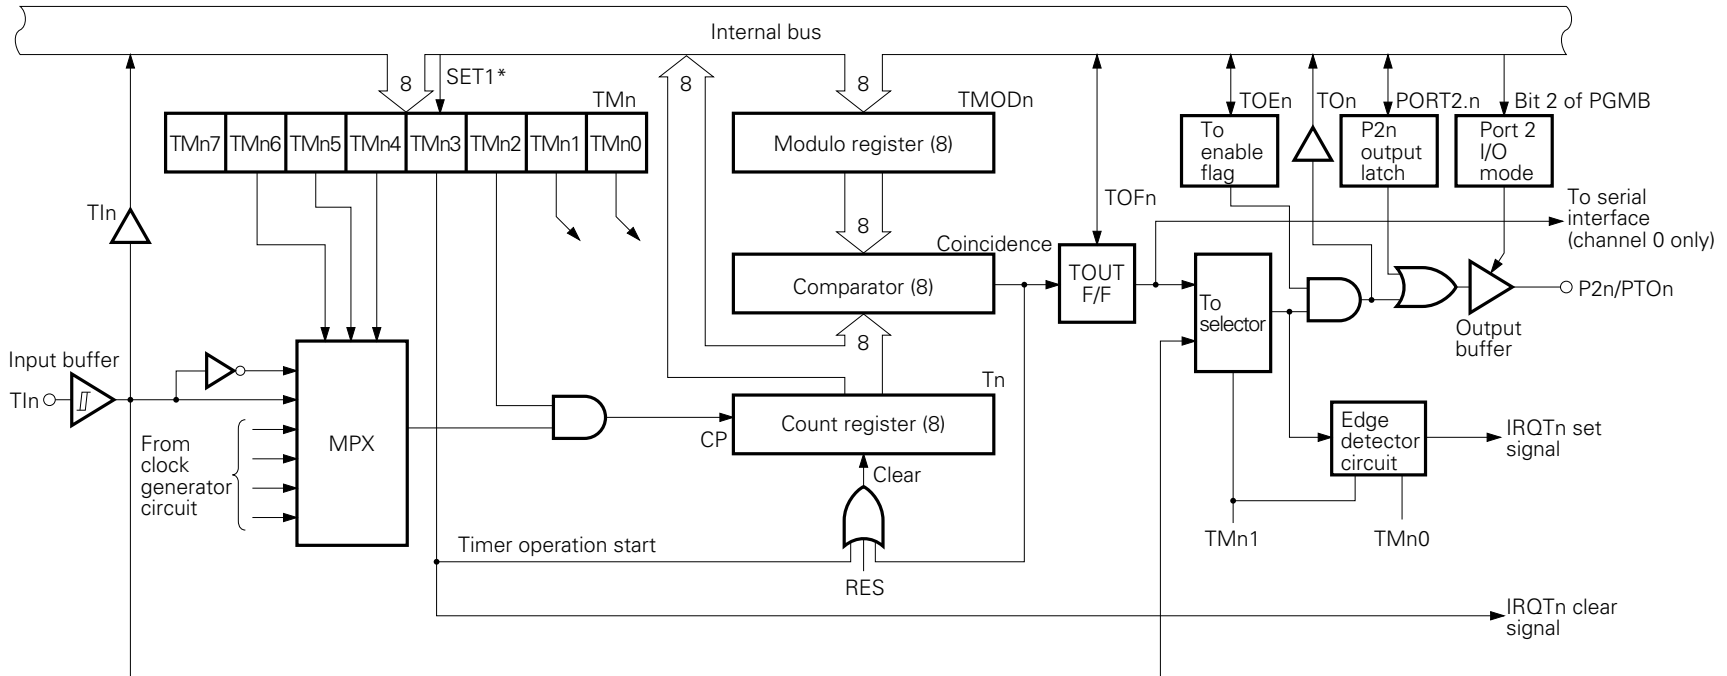 Internal bus
8
SET1*
8
8
TMn
TMODn
TOEn
TOn
PORT2.n
Bit 2 of PGMB
TMn7
TMn6
TMn5
TMn4
TMn3
TMn2
TMn1
TMn0
Modulo register (8)
To
enable
flag
P2n
output
latch
Port 2
I/O
mode
TIn
8
TOFn
To serial
interface
(channel 0 only)
Coincidence
Comparator (8)
TOUT
F/F
To
selector
P2n/PTOn
Output
buffer
8
Input buffer
TIn
Tn
MPX
CP
Count register (8)
From
clock
generator
circuit
Edge
detector
circuit
IRQTn set
signal
Clear
TMn1
TMn0
Timer operation start
RES
IRQTn clear
signal